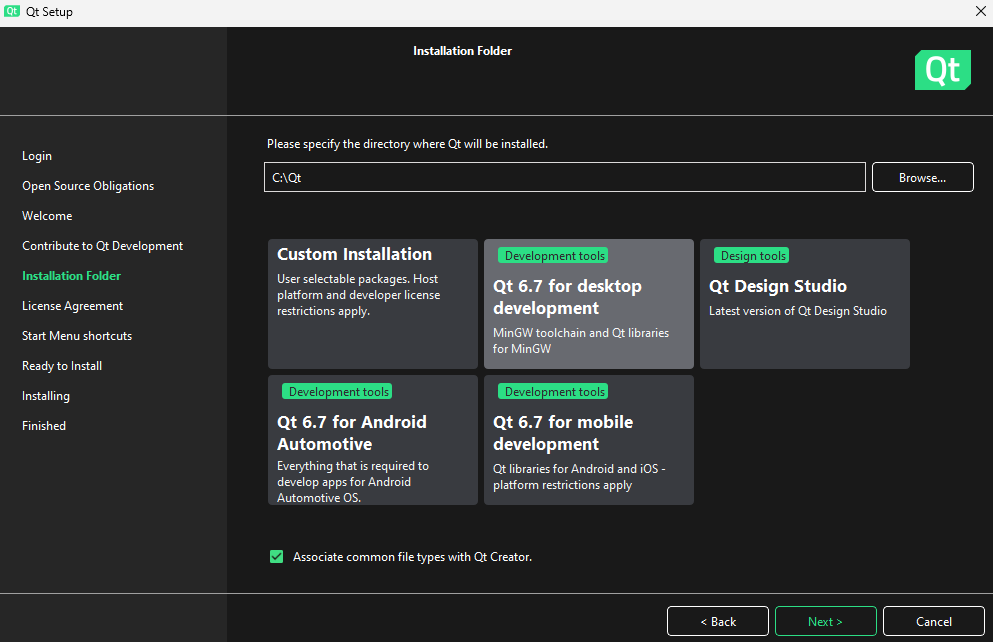 Qt Qt Setup
Installation Folder
Qt
Login
Open Source Obligations
Welcome
Contribute to Qt Development
Installation Folder
License Agreement
Start Menu shortcuts
Ready to Install
Installing
Finished
Please specify the directory where Qt will be installed.
C:\Qt
Browse...
Custom Installation
User selectable packages. Host
platform and developer license
restrictions apply.
Development tools
Qt 6.7 for desktop
development
MinGW toolchain and Qt libraries
for MinGW
Design tools
Qt Design Studio
Latest version of Qt Design Studio
Development tools
Qt 6.7 for Android
Automotive
Everything that is required to
develop apps for Android
Automotive OS.
Development tools
Qt 6.7 for mobile
development
Qt libraries for Android and iOS -
platform restrictions apply
Associate common file types with Qt Creator.
< Back
Next >
Cancel